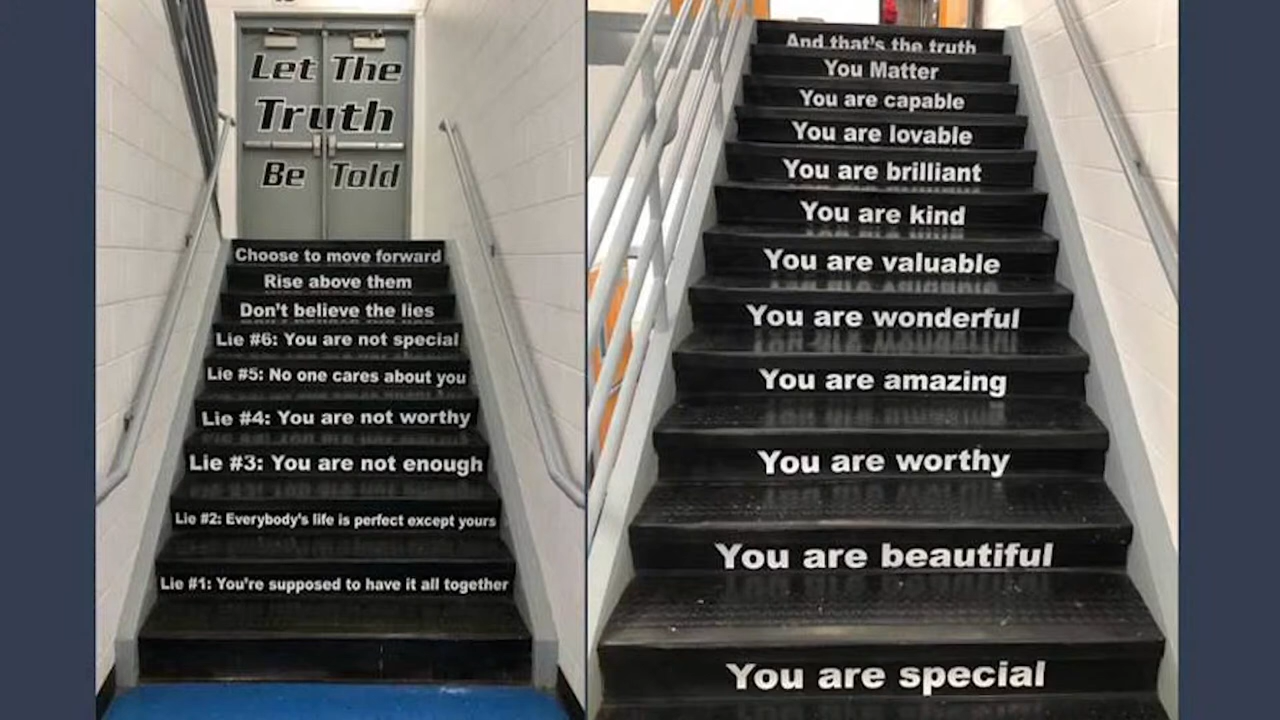 Let The
Truth
Be Told
Choose to move forward
Rise above them
Don't believe the lies
Lie #6: You are not special
Lie #5: No one cares about you
Lie #4: You are not worthy
Lie #3: You are not enough
Lie #2: Everybody's life is perfect except yours
Lie #1: You're supposed to have it all together
And that's the truth
You Matter
You are capable
You are lovable
You are brilliant
You are kind
You are valuable
You are wonderful
You are amazing
You are worthy
You are beautiful
You are special